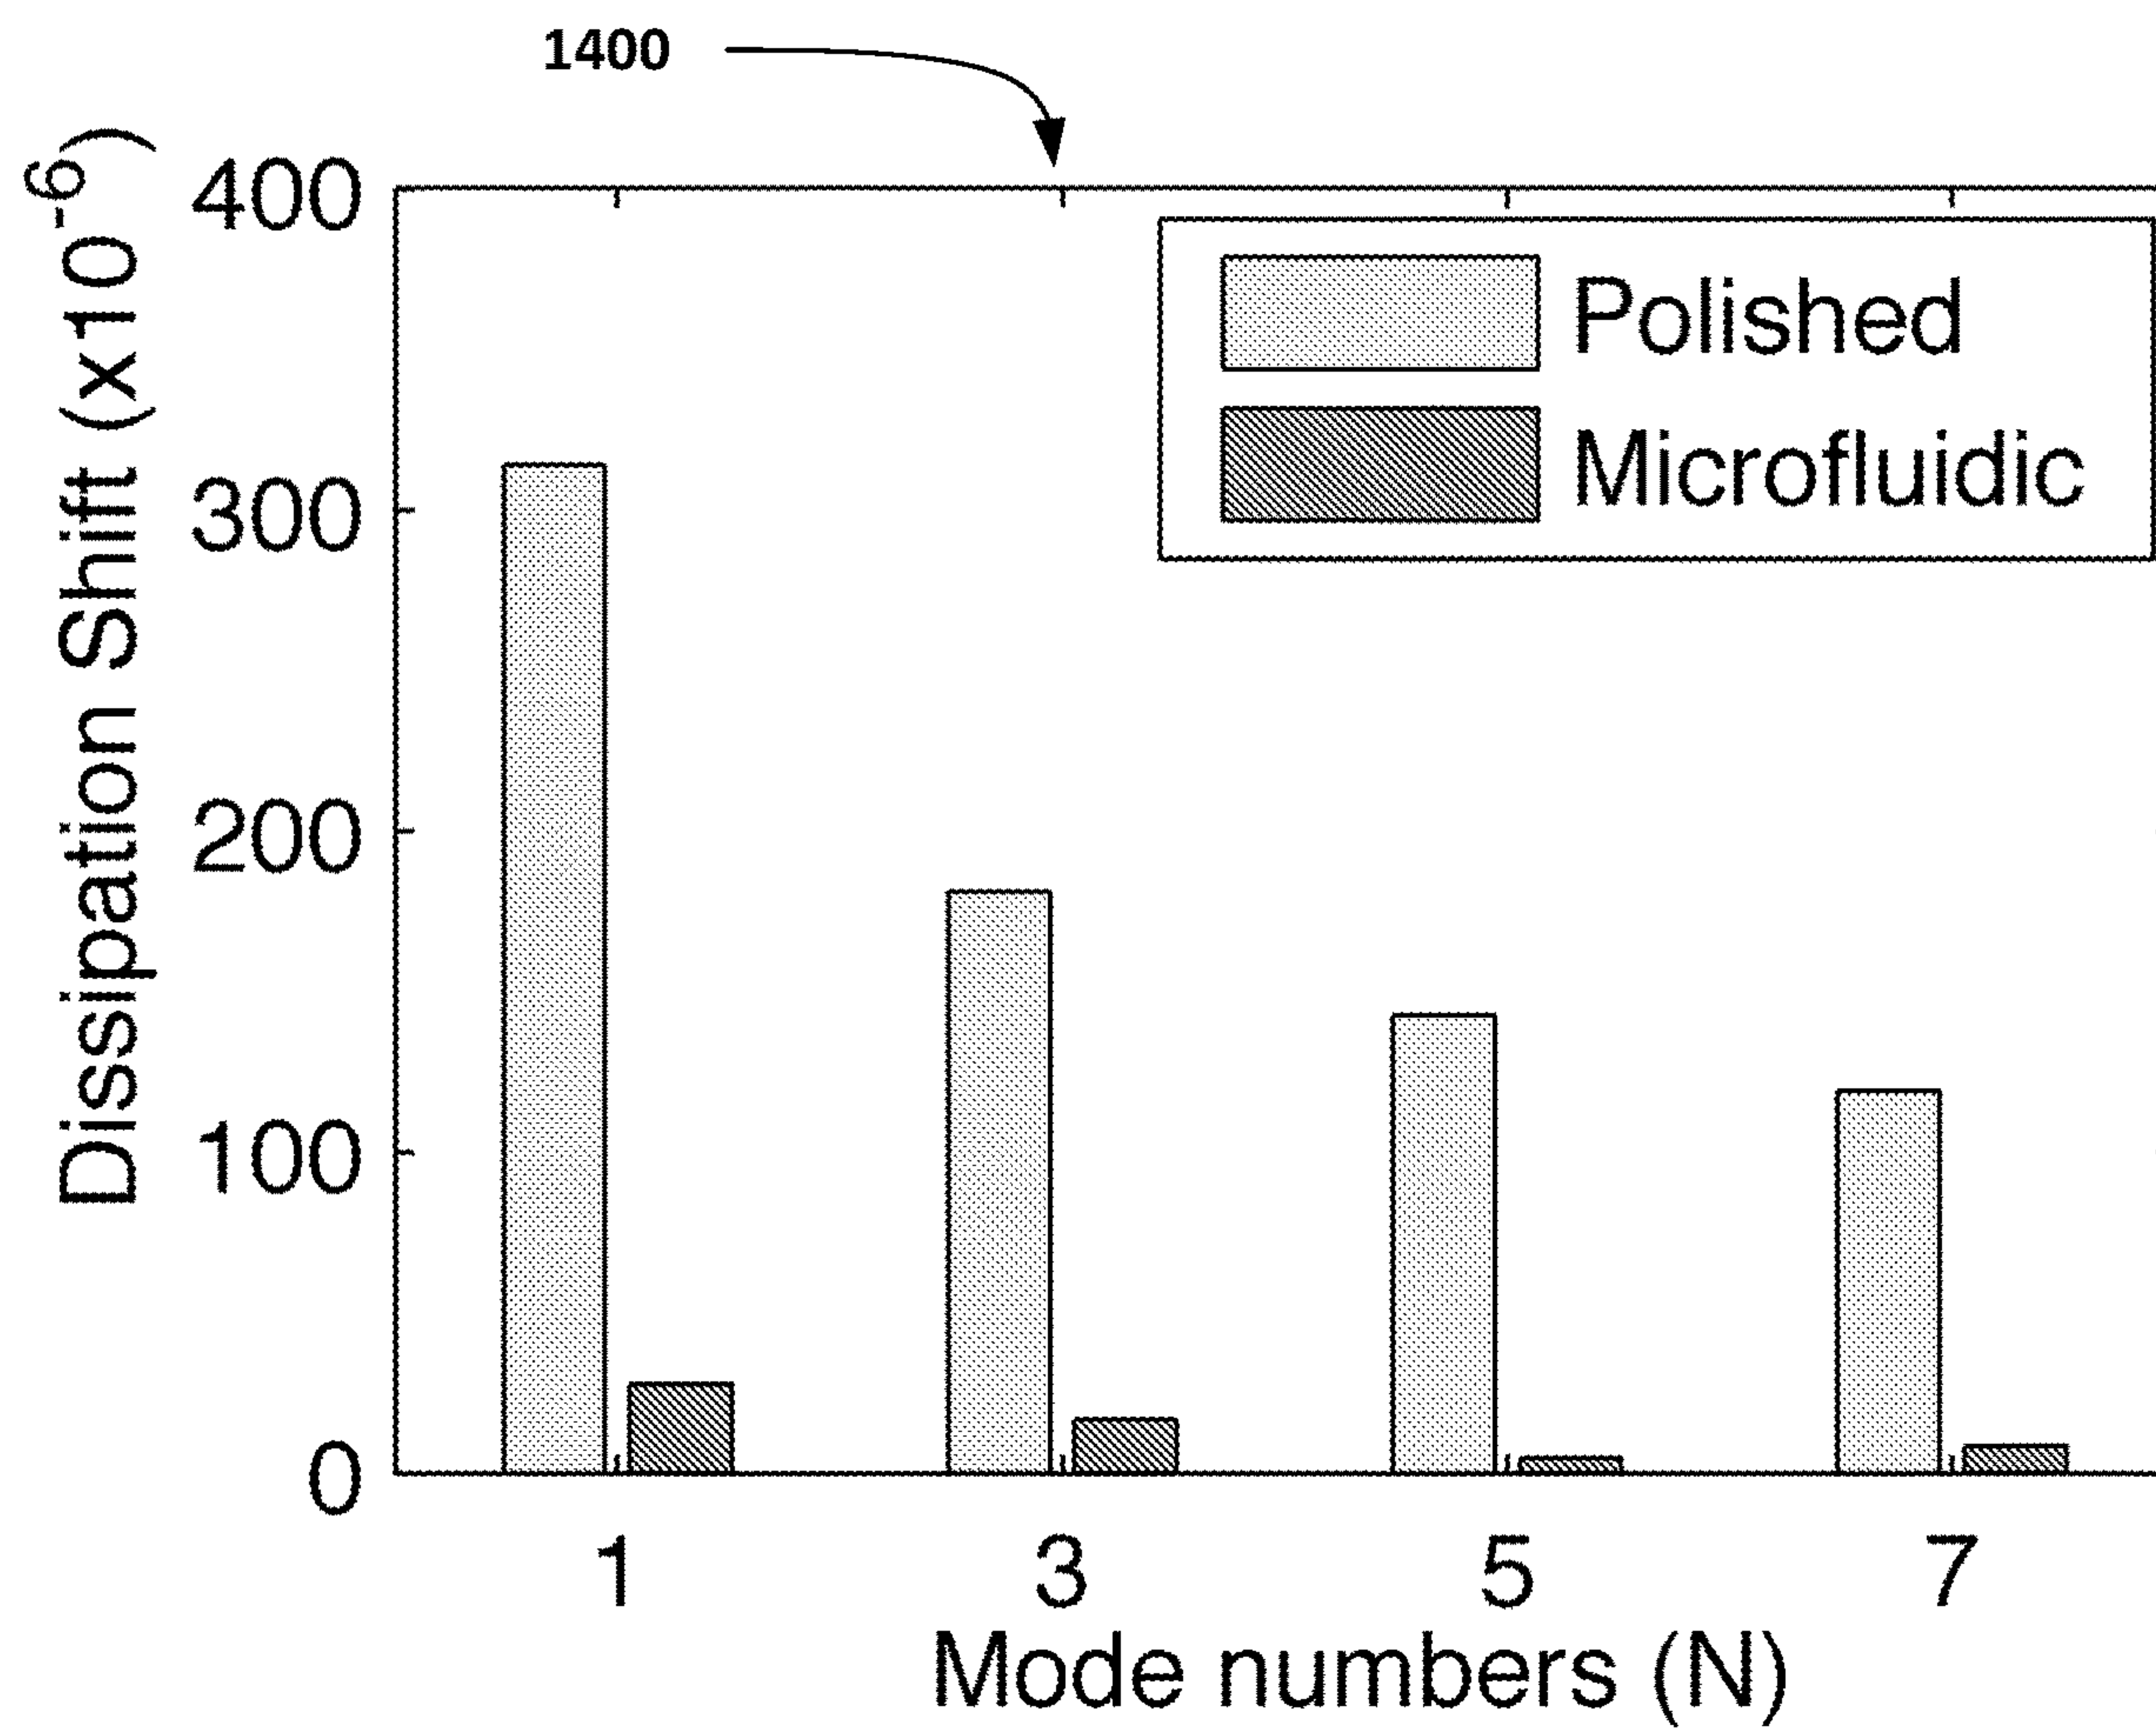 1400
Dissipation Shift (x10⁻⁶)
400
300
200
100
0
Polished
Microfluidic
1 3 5 7
Mode numbers (N)